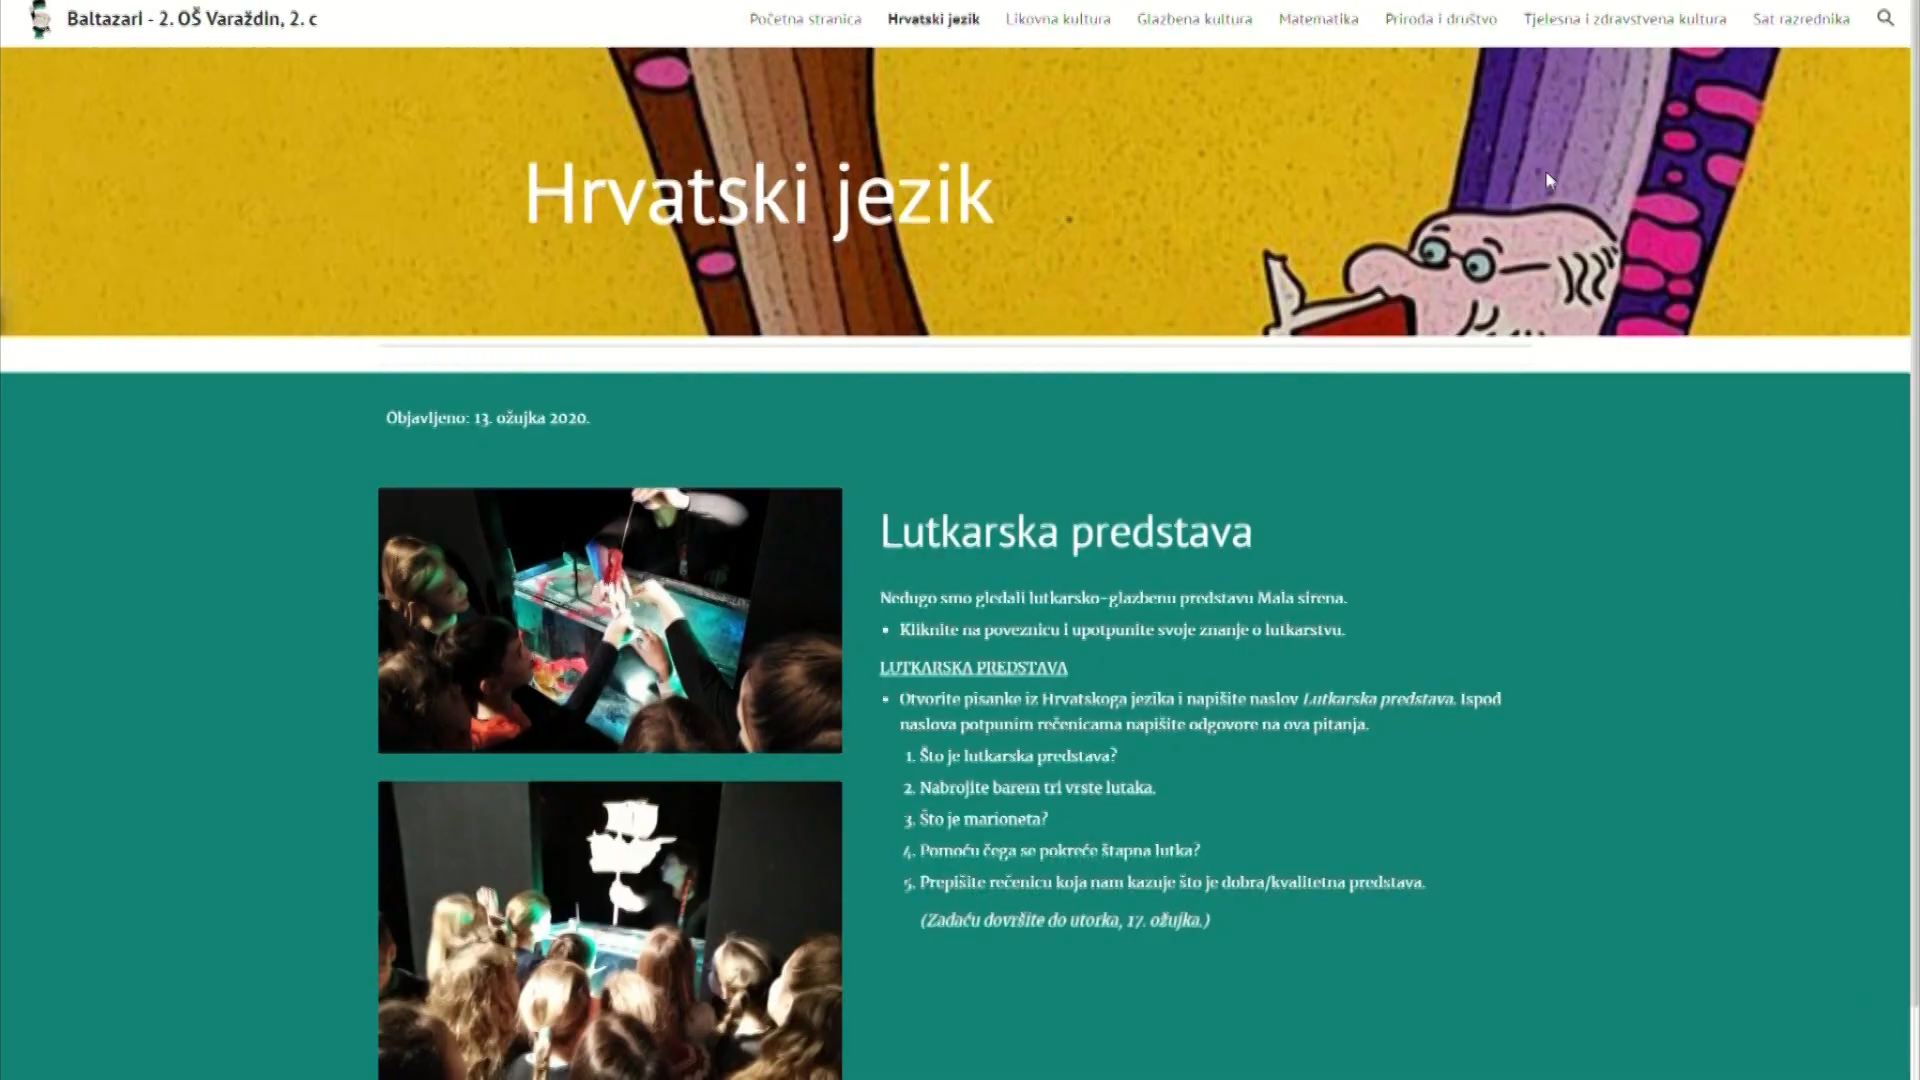 Baltazari - 2. OŠ Varaždin, 2. c
Početna stranica Hrvatski jezik Likovna kultura Glazbena kultura Matematika Priroda i društvo Tjelesna i zdravstvena kultura Sat razrednika
Hrvatski jezik
Objavljeno: 13. ožujka 2020.
Lutkarska predstava
Nedugo smo gledali lutkarsko-glazbenu predstavu Mala sirena.
• Kliknite na poveznicu i upotpunite svoje znanje o lutkarstvu.
LUTKARSKA PREDSTAVA
• Otvorite pisanke iz Hrvatskoga jezika i napišite naslov Lutkarska predstava. Ispod
naslova potpunim rečenicama napišite odgovore na ova pitanja.
1. Što je lutkarska predstava?
2. Nabrojite barem tri vrste lutaka.
3. Što je marioneta?
4. Pomoću čega se pokreće štapna lutka?
5. Prepišite rečenicu koja nam kazuje što je dobra/kvalitetna predstava.
(Zadaću dovršite do utorka, 17. ožujka.)